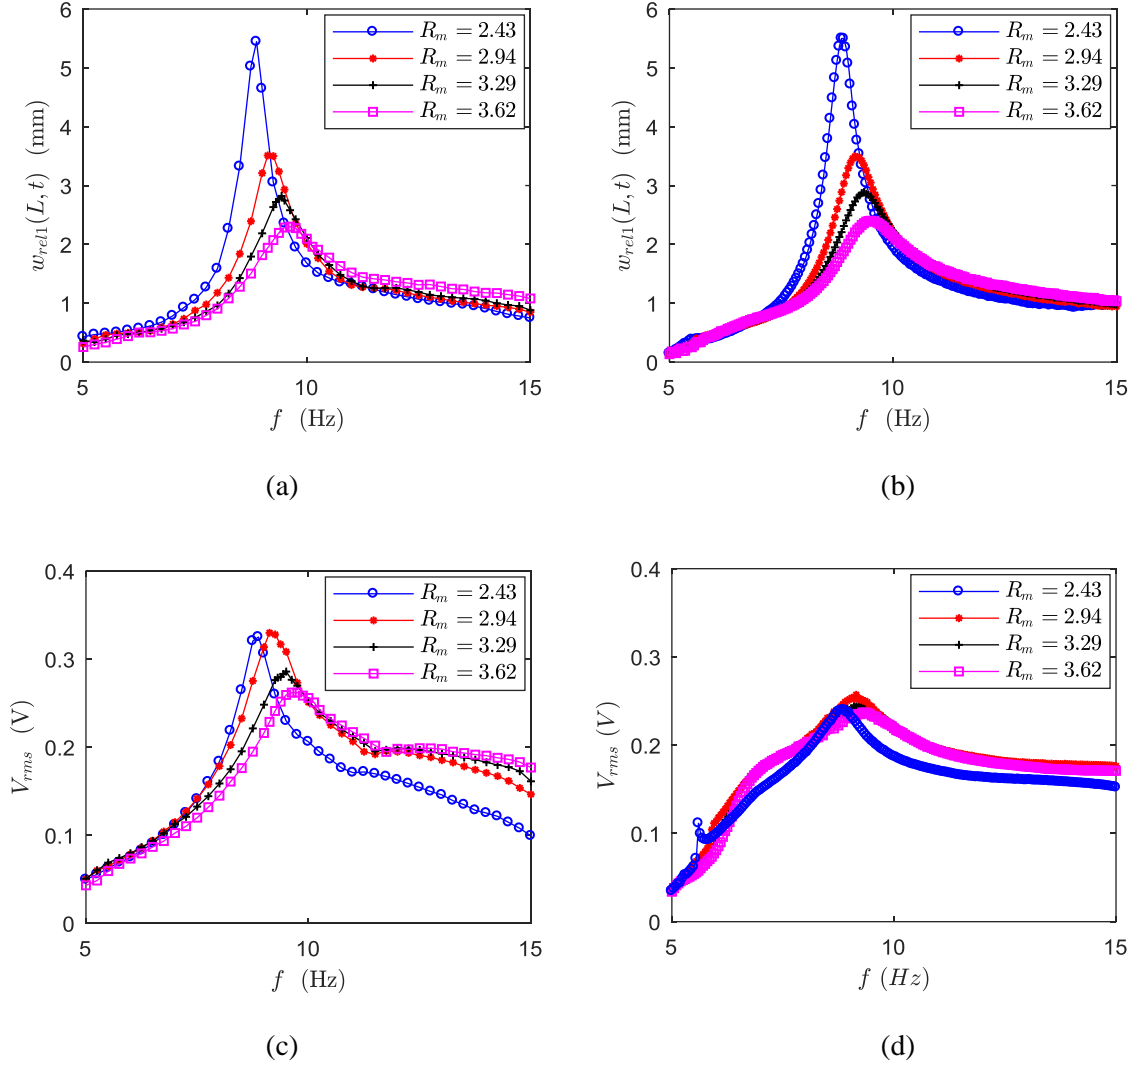 6
5
4
3
2
1
0
w_{rel1}(L, t) (mm)
R_m = 2.43
R_m = 2.94
R_m = 3.29
R_m = 3.62
5 10 15
f (Hz)
(a)
6
5
4
3
2
1
0
w_{rel1}(L, t) (mm)
R_m = 2.43
R_m = 2.94
R_m = 3.29
R_m = 3.62
5 10 15
f (Hz)
(b)
0.4
0.3
0.2
0.1
0
V_{rms} (V)
R_m = 2.43
R_m = 2.94
R_m = 3.29
R_m = 3.62
5 10 15
f (Hz)
(c)
0.4
0.3
0.2
0.1
0
V_{rms} (V)
R_m = 2.43
R_m = 2.94
R_m = 3.29
R_m = 3.62
5 10 15
f (Hz)
(d)